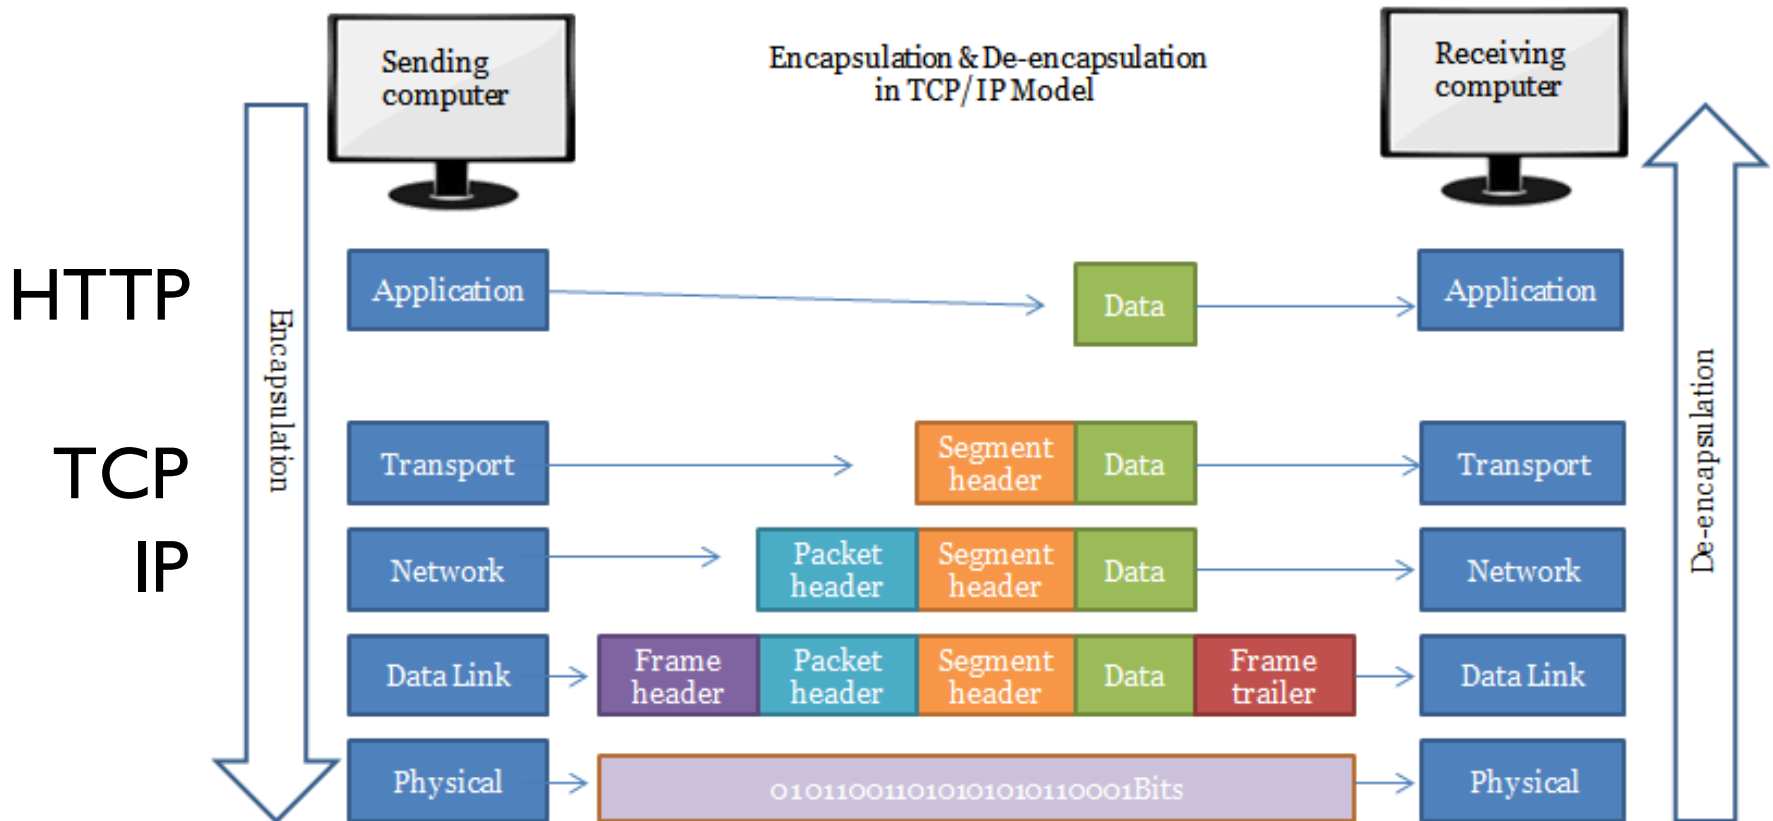 Sending
computer
Encapsulation & De-encapsulation
in TCP/IP Model
Receiving
computer
HTTP
Encapsulation
Application
Data
Application
De-encapsulation
TCP
Transport
Segment
header
Data
Transport
IP
Network
Packet
header
Segment
header
Data
Network
Data Link
Frame
header
Packet
header
Segment
header
Data
Frame
trailer
Data Link
Physical
010110011010101010110001Bits
Physical